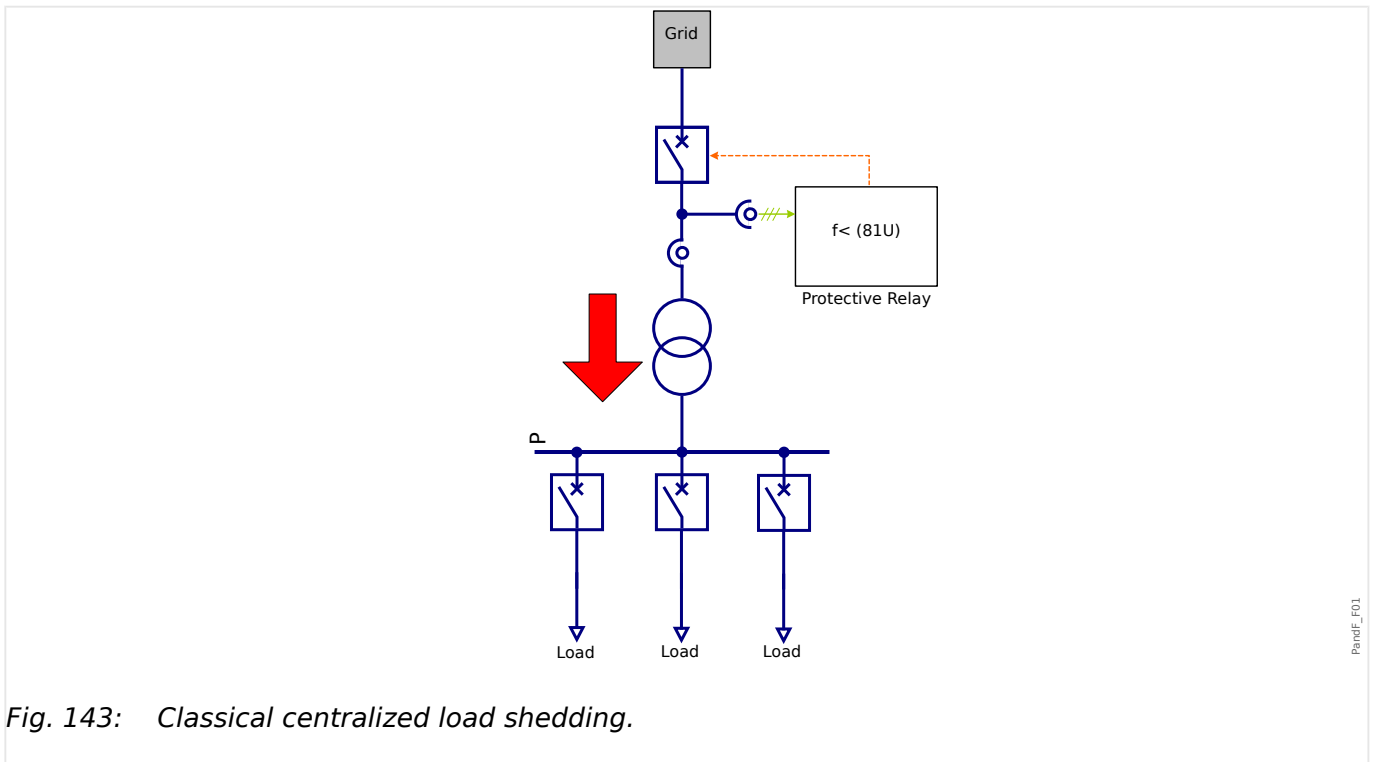 Grid
f< (81U)
Protective Relay
P
Load
Load
Load
PandF_F01
Fig. 143: Classical centralized load shedding.